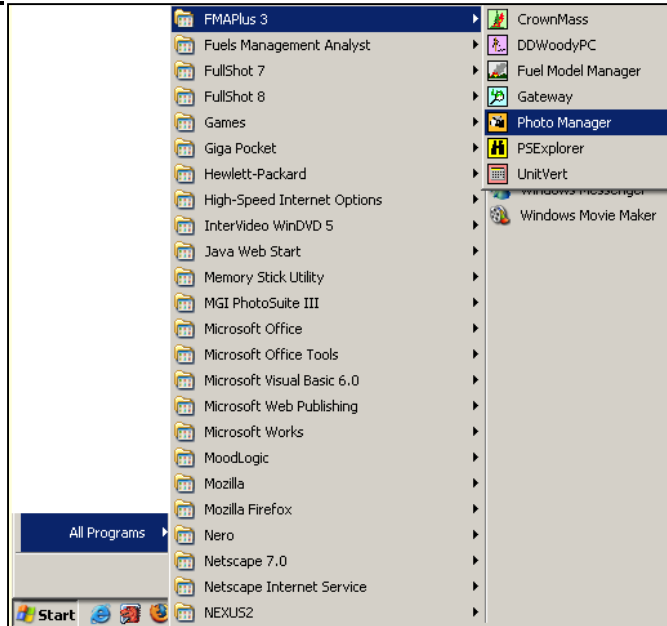 FMAPlus 3
Fuels Management Analyst
FullShot 7
FullShot 8
Games
Giga Pocket
Hewlett-Packard
High-Speed Internet Options
InterVideo WinDVD 5
Java Web Start
Memory Stick Utility
MGI PhotoSuite III
Microsoft Office
Microsoft Office Tools
Microsoft Visual Basic 6.0
Microsoft Web Publishing
Microsoft Works
MoodLogic
Mozilla
Mozilla Firefox
Nero
Netscape 7.0
Netscape Internet Service
NEXUS2
CrownMass
DDWoodyPC
Fuel Model Manager
Gateway
Photo Manager
PSExplorer
UnitVert
Windows Messenger
Windows Movie Maker
All Programs
Start